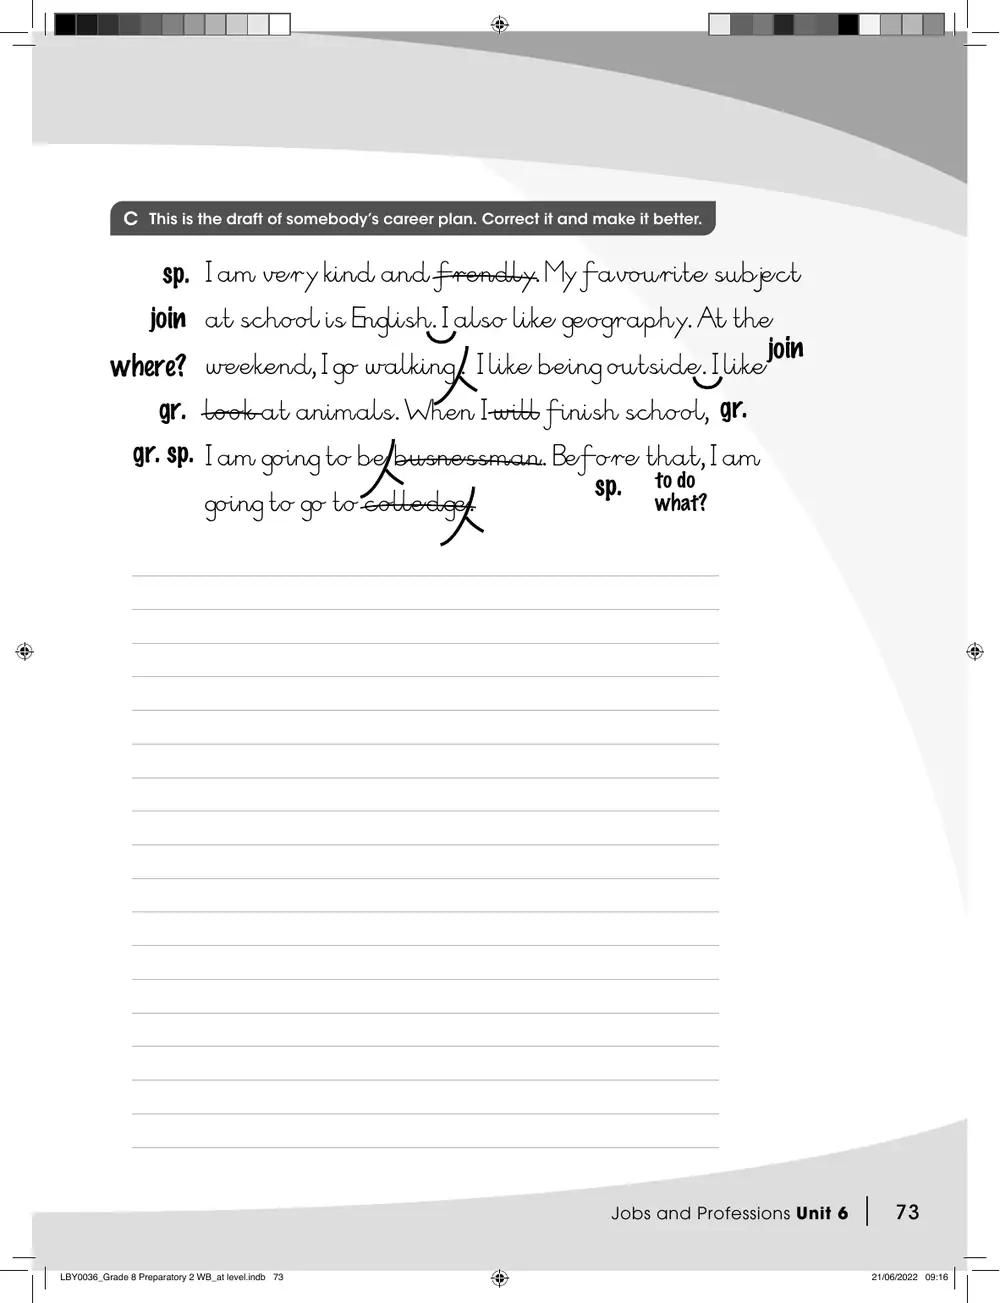 C This is the draft of somebody's career plan. Correct it and make it better.
sp. I am very kind and frendly. My favourite subject
join at school is English. I also like geography. At the
where? weekend, I go walking. I like being outside. I like join
gr. look at animals. When I will finish school, gr.
gr. sp. I am going to be busnessman. Before that, I am
going to go to colledge. sp. to do
what?
Jobs and Professions Unit 6 73
LBY0036_Grade 8 Preparatory 2 WB_at level.indb 73 21/06/2022 09:16